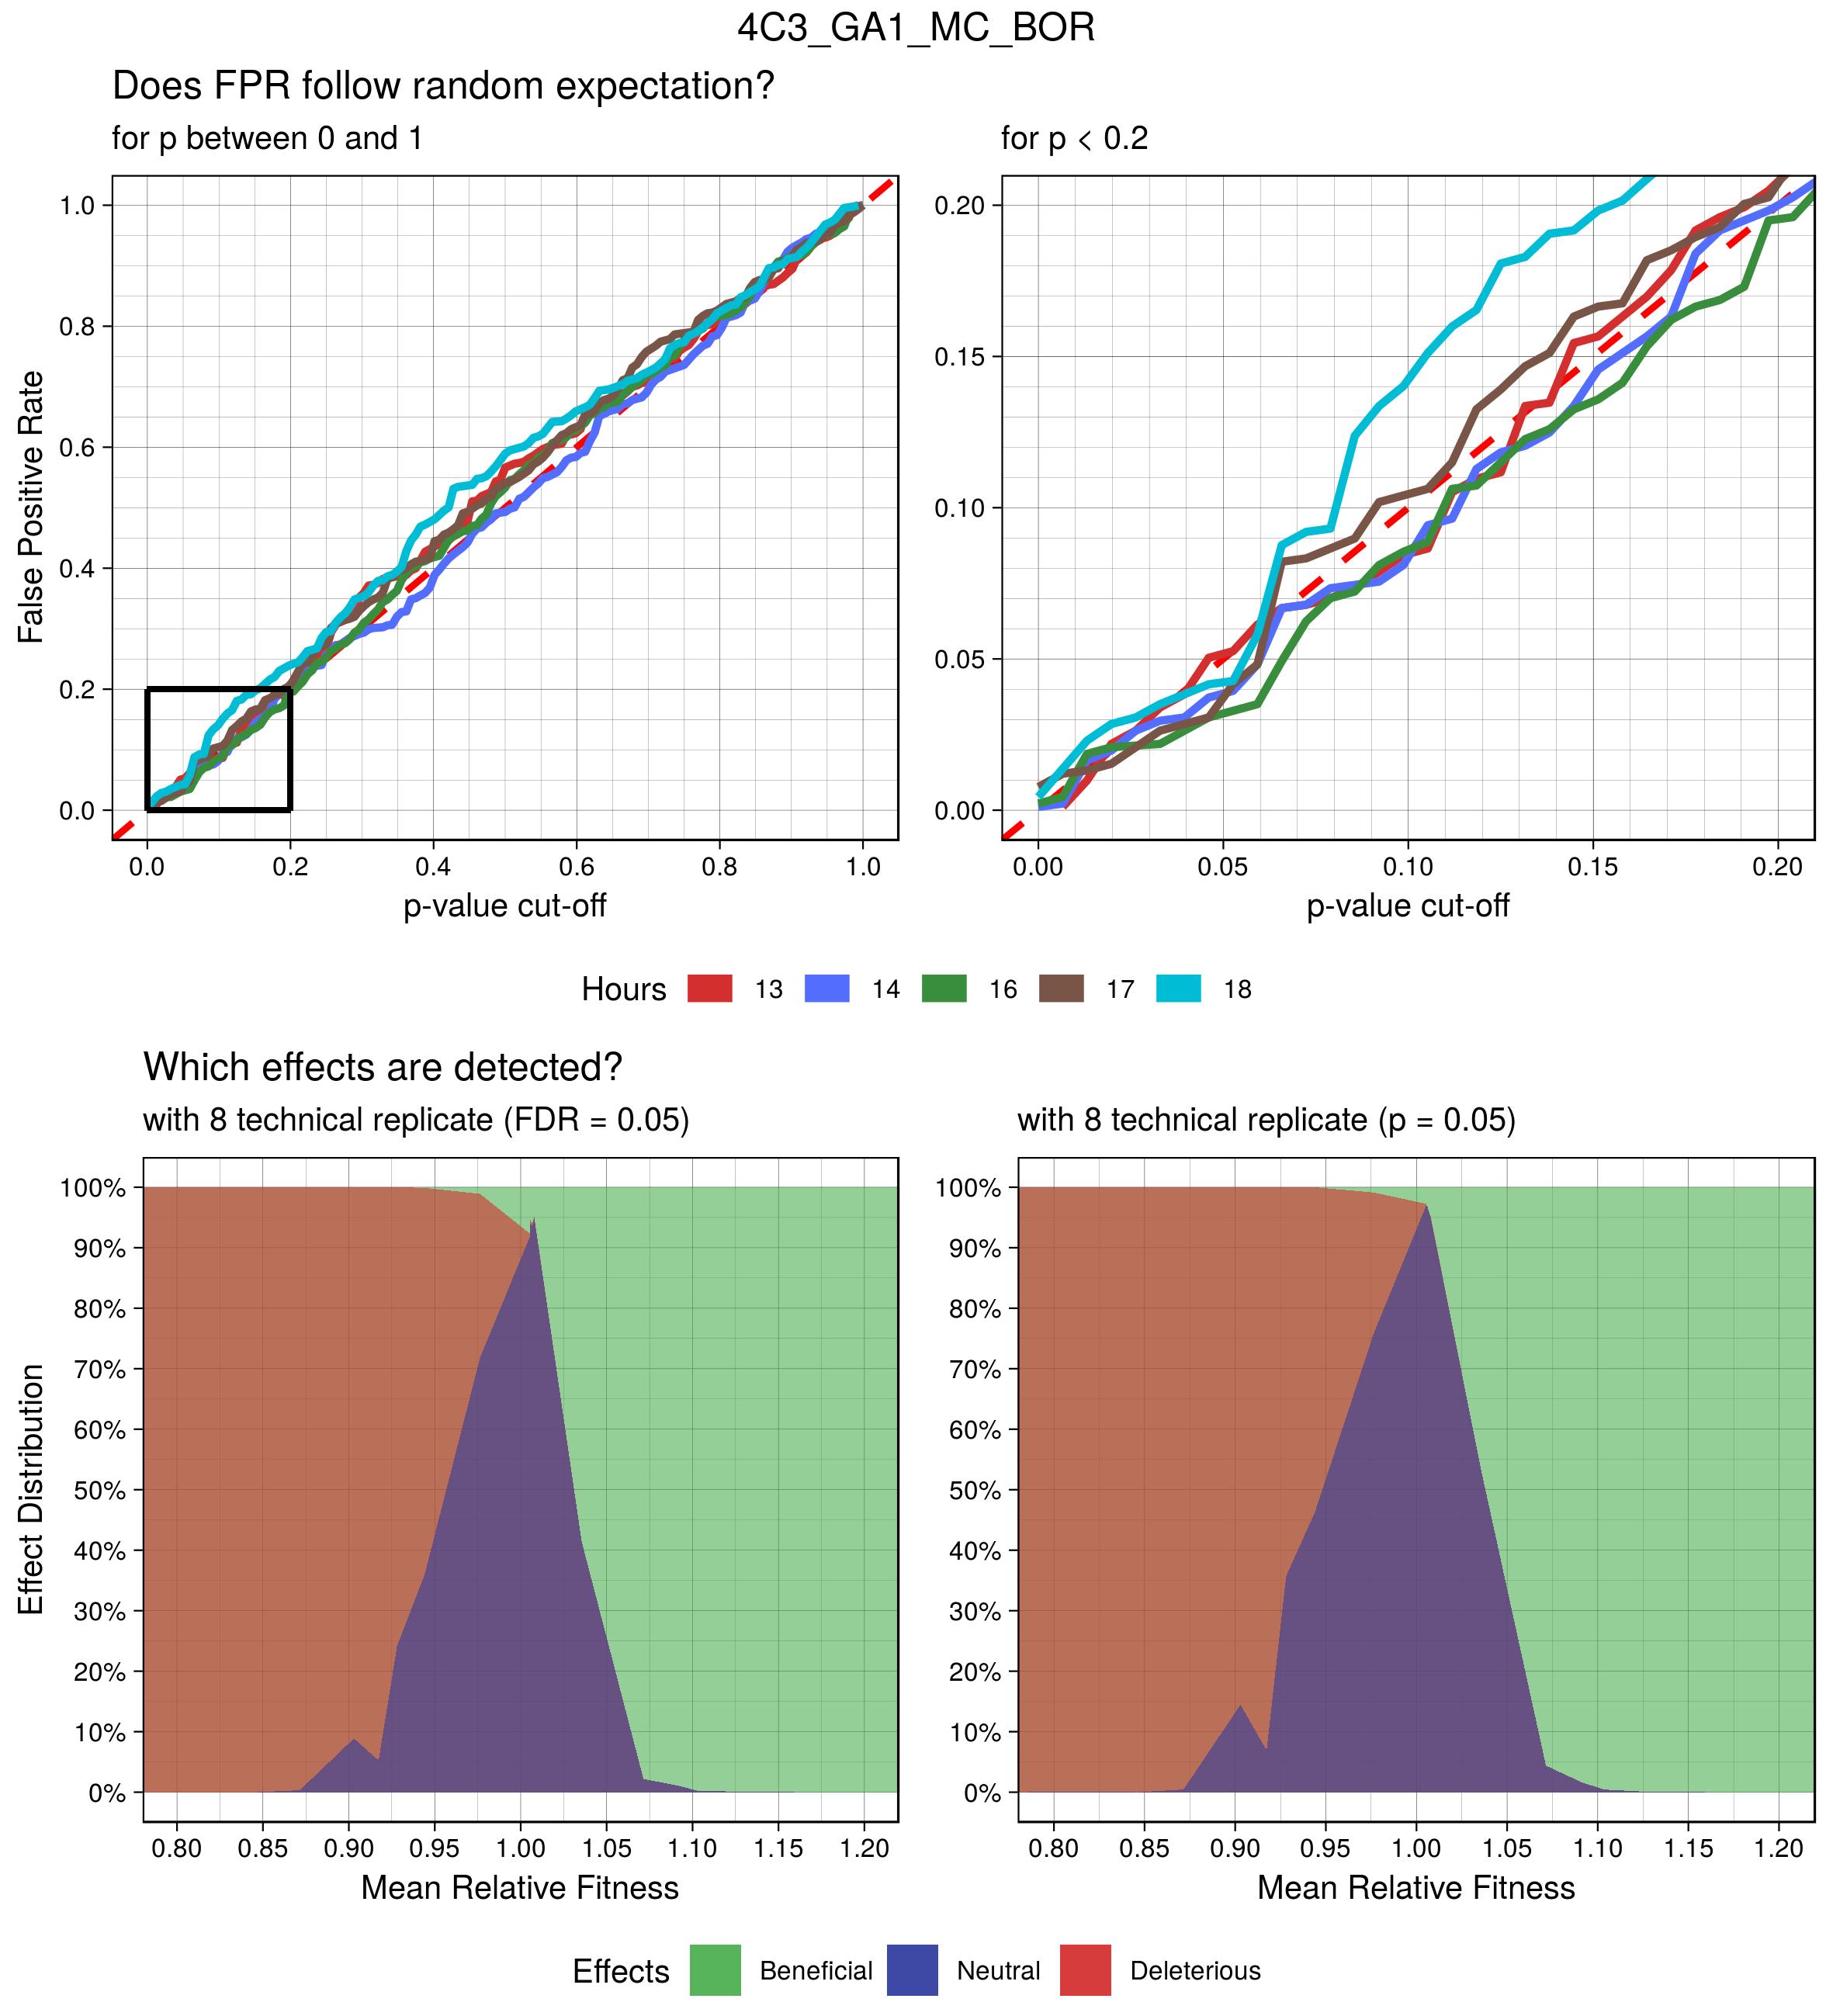 4C3_GA1_MC_BOR
Does FPR follow random expectation?
for p between 0 and 1
for p < 0.2
False Positive Rate
1.0
0.8
0.6
0.4
0.2
0.0
0.0 0.2 0.4 0.6 0.8 1.0
p-value cut-off
0.20
0.15
0.10
0.05
0.00
0.00 0.05 0.10 0.15 0.20
p-value cut-off
Hours 13 14 16 17 18
Which effects are detected?
with 8 technical replicate (FDR = 0.05)
with 8 technical replicate (p = 0.05)
Effect Distribution
100%
90%
80%
70%
60%
50%
40%
30%
20%
10%
0%
0.80 0.85 0.90 0.95 1.00 1.05 1.10 1.15 1.20
Mean Relative Fitness
100%
90%
80%
70%
60%
50%
40%
30%
20%
10%
0%
0.80 0.85 0.90 0.95 1.00 1.05 1.10 1.15 1.20
Mean Relative Fitness
Effects Beneficial Neutral Deleterious